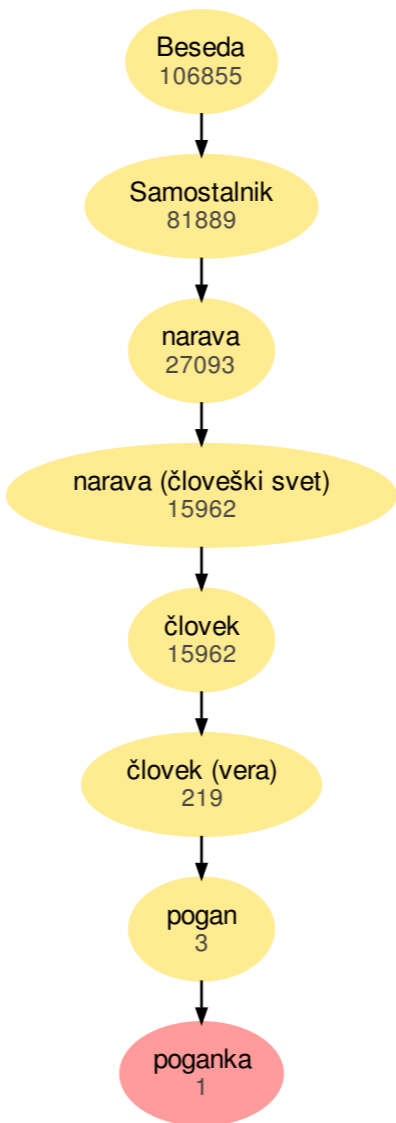 Beseda
106855
Samostalnik
81889
narava
27093
narava (človeški svet)
15962
človek
15962
človek (vera)
219
pogan
3
poganka
1